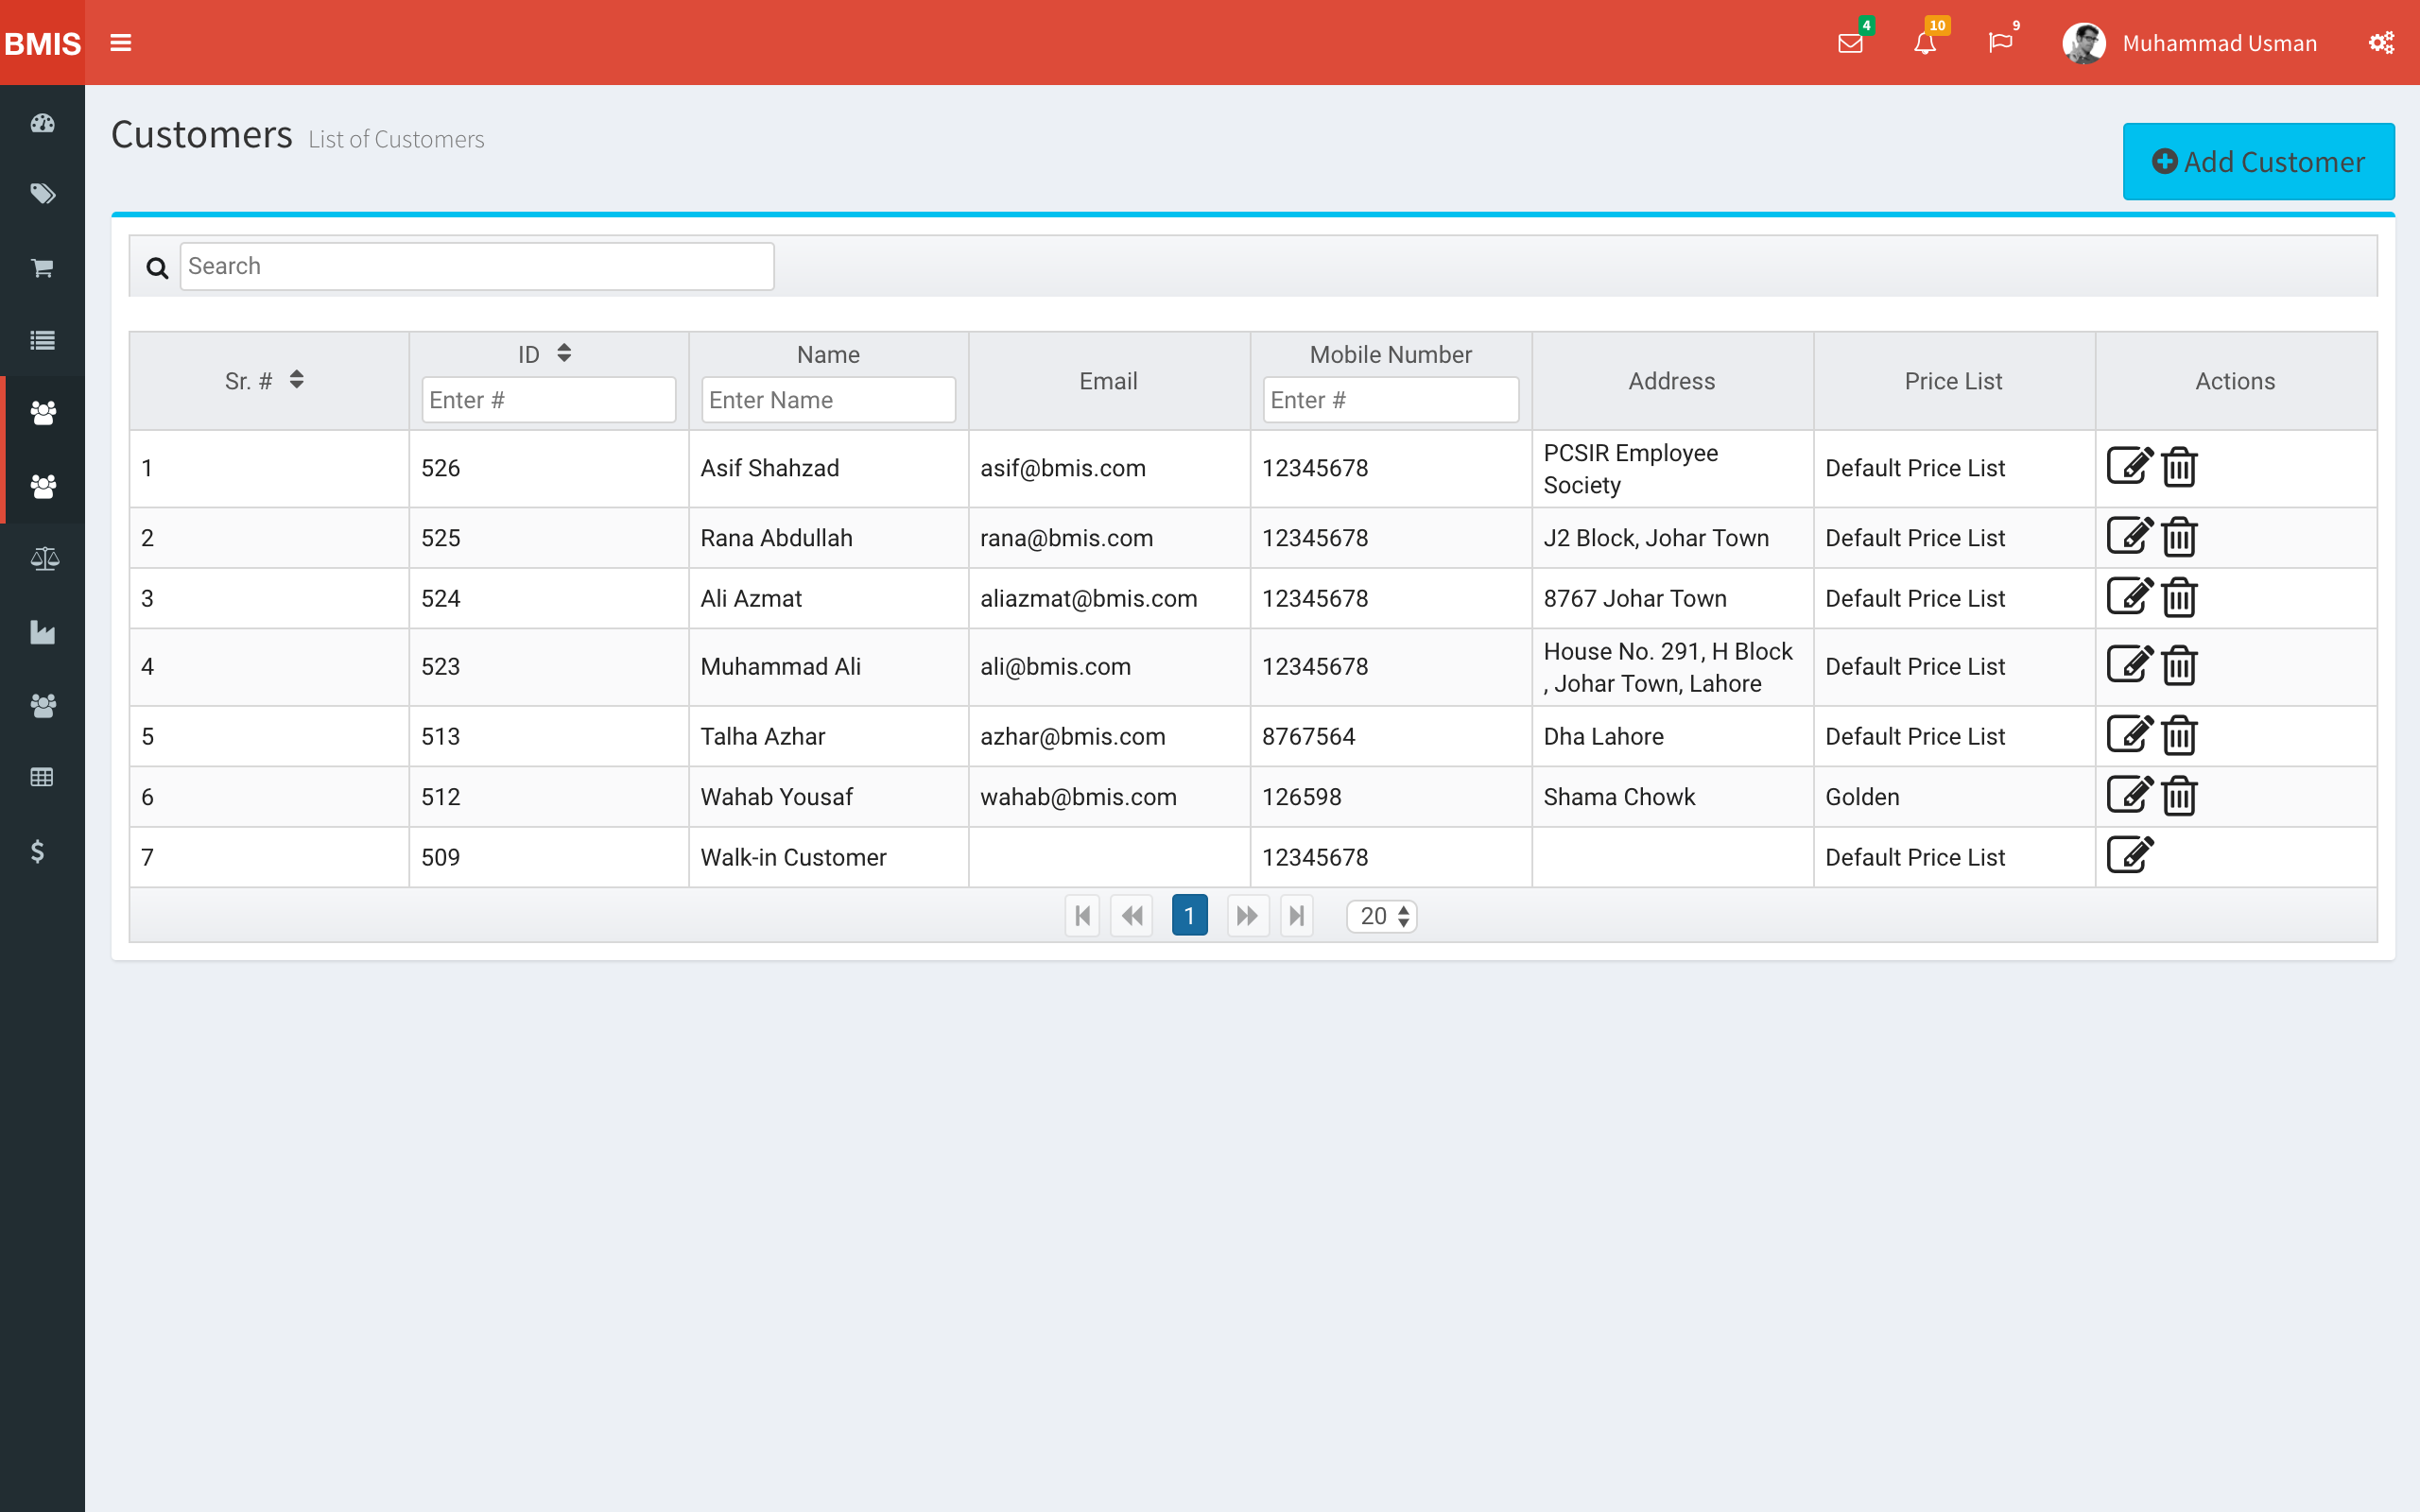 BMIS
4
10
9
Muhammad Usman
Customers List of Customers
Add Customer
Search
Sr. # ID Name Email Mobile Number Address Price List Actions
Enter # Enter Name Enter #
1 526 Asif Shahzad asif@bmis.com 12345678 PCSIR Employee Society Default Price List
2 525 Rana Abdullah rana@bmis.com 12345678 J2 Block, Johar Town Default Price List
3 524 Ali Azmat aliazmat@bmis.com 12345678 8767 Johar Town Default Price List
4 523 Muhammad Ali ali@bmis.com 12345678 House No. 291, H Block , Johar Town, Lahore Default Price List
5 513 Talha Azhar azhar@bmis.com 8767564 Dha Lahore Default Price List
6 512 Wahab Yousaf wahab@bmis.com 126598 Shama Chowk Golden
7 509 Walk-in Customer 12345678 Default Price List
1 20